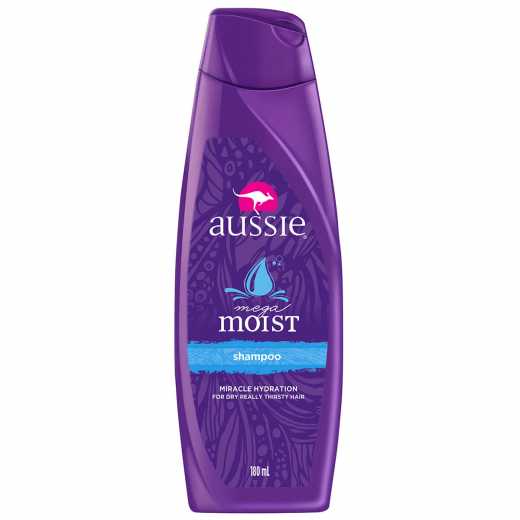 aussie®
mega
MOIST
shampoo
MIRACLE HYDRATION
FOR DRY REALLY THIRSTY HAIR
180 mL